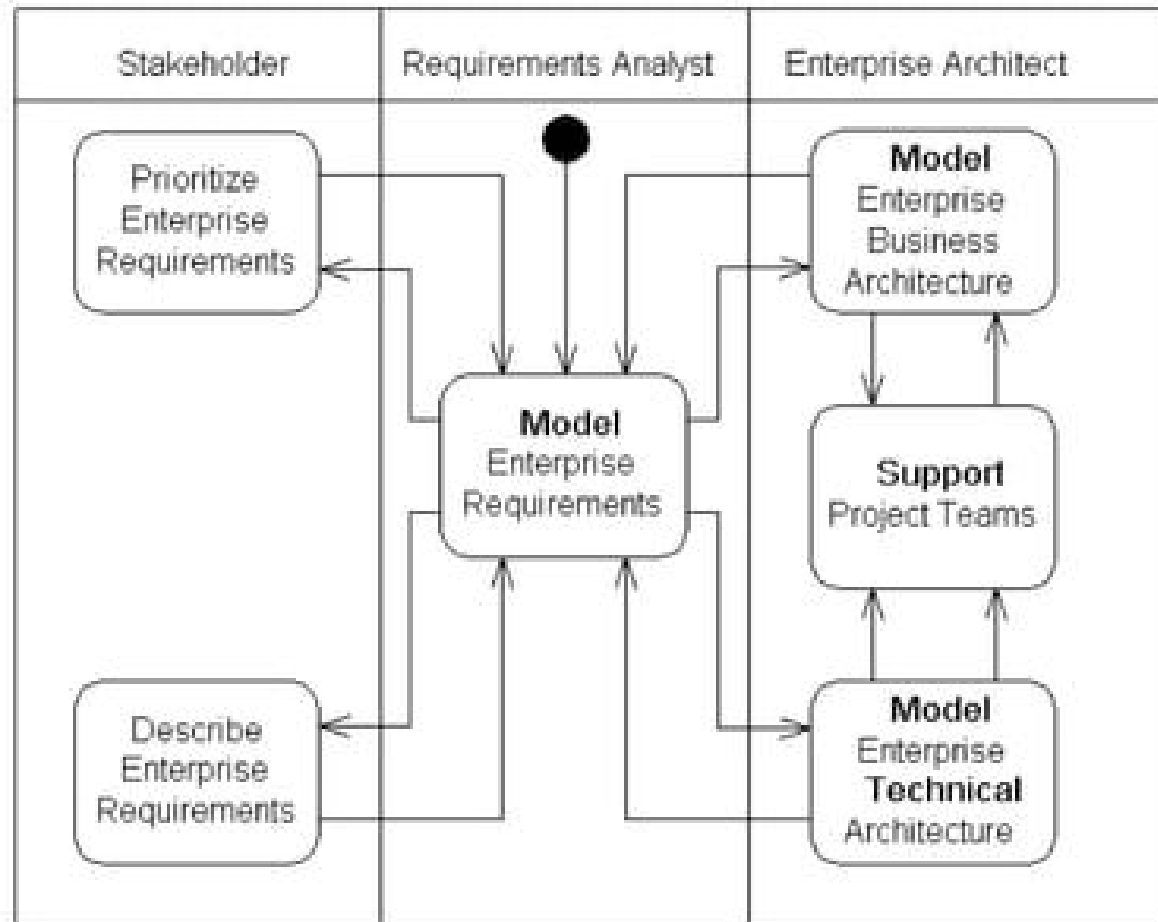 Stakeholder
Requirements Analyst
Enterprise Architect
Prioritize
Enterprise
Requirements
Model
Enterprise
Business
Architecture
Model
Enterprise
Requirements
Support
Project Teams
Describe
Enterprise
Requirements
Model
Enterprise
Technical
Architecture